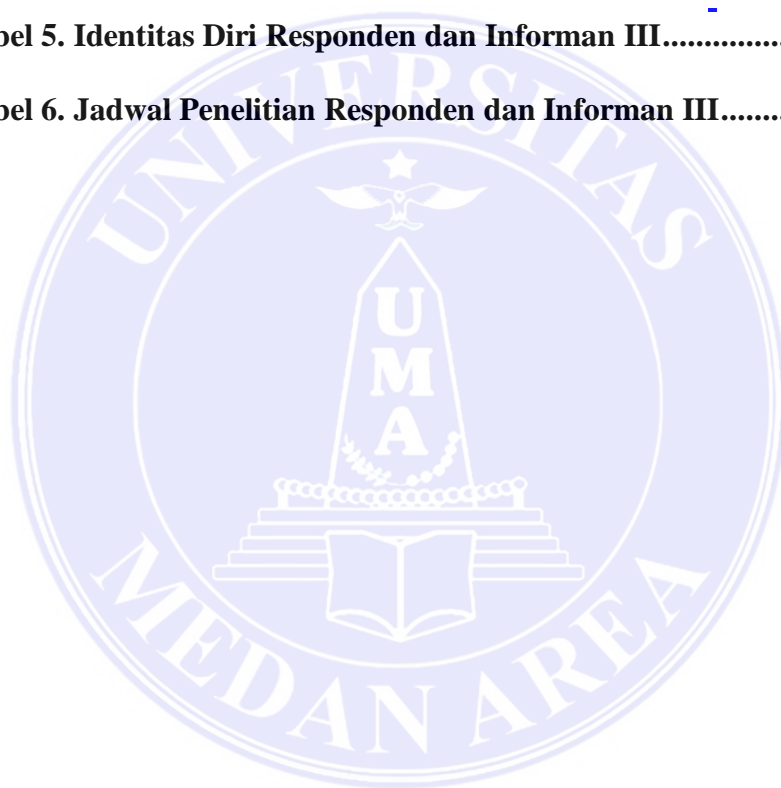 bel 5. Identitas Diri Responden dan Informan III...............
bel 6. Jadwal Penelitian Responden dan Informan III........
UNIVERSITAS
UMA
MEDAN AREA